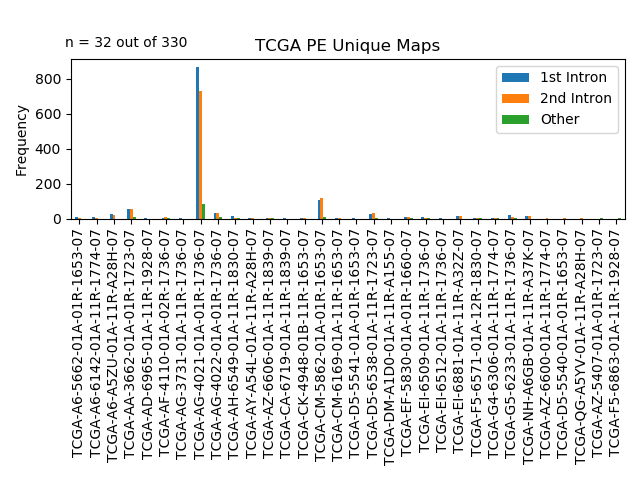 n = 32 out of 330
TCGA PE Unique Maps
Frequency
800
600
400
200
0
1st Intron
2nd Intron
Other
TCGA-A6-5662-01A-01R-1653-07
TCGA-A6-6142-01A-11R-1774-07
TCGA-A6-A5ZU-01A-11R-A28H-07
TCGA-AA-3662-01A-01R-1723-07
TCGA-AD-6965-01A-11R-1928-07
TCGA-AF-4110-01A-02R-1736-07
TCGA-AG-3731-01A-11R-1736-07
TCGA-AG-4021-01A-01R-1736-07
TCGA-AG-4022-01A-01R-1736-07
TCGA-AH-6549-01A-11R-1830-07
TCGA-AY-A54L-01A-11R-A28H-07
TCGA-AZ-6606-01A-11R-1839-07
TCGA-CA-6719-01A-11R-1839-07
TCGA-CK-4948-01B-11R-1653-07
TCGA-CM-5862-01A-01R-1653-07
TCGA-CM-6169-01A-11R-1653-07
TCGA-D5-5541-01A-01R-1653-07
TCGA-D5-6538-01A-11R-1723-07
TCGA-DM-A1D0-01A-11R-A155-07
TCGA-EF-5830-01A-01R-1660-07
TCGA-EI-6509-01A-11R-1736-07
TCGA-EI-6512-01A-11R-1736-07
TCGA-EI-6881-01A-11R-A32Z-07
TCGA-F5-6571-01A-12R-1830-07
TCGA-G4-6306-01A-11R-1774-07
TCGA-G5-6233-01A-11R-1736-07
TCGA-NH-A6GB-01A-11R-A37K-07
TCGA-AZ-6600-01A-11R-1774-07
TCGA-D5-5540-01A-01R-1653-07
TCGA-QG-A5YV-01A-11R-A28H-07
TCGA-AZ-5407-01A-01R-1723-07
TCGA-F5-6863-01A-11R-1928-07